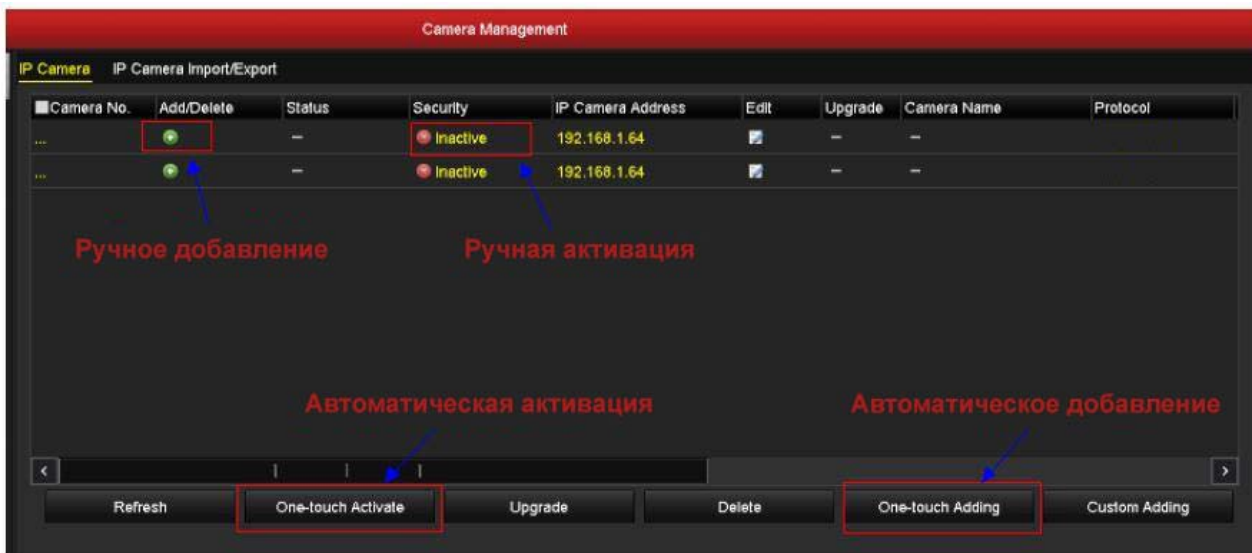 Camera Management
IP Camera IP Camera Import/Export
Camera No. Add/Delete Status Security IP Camera Address Edit Upgrade Camera Name Protocol
... – Inactive 192.168.1.64 – –
... – Inactive 192.168.1.64 – –
Ручное добавление Ручная активация
Автоматическая активация Автоматическое добавление
Refresh One-touch Activate Upgrade Delete One-touch Adding Custom Adding